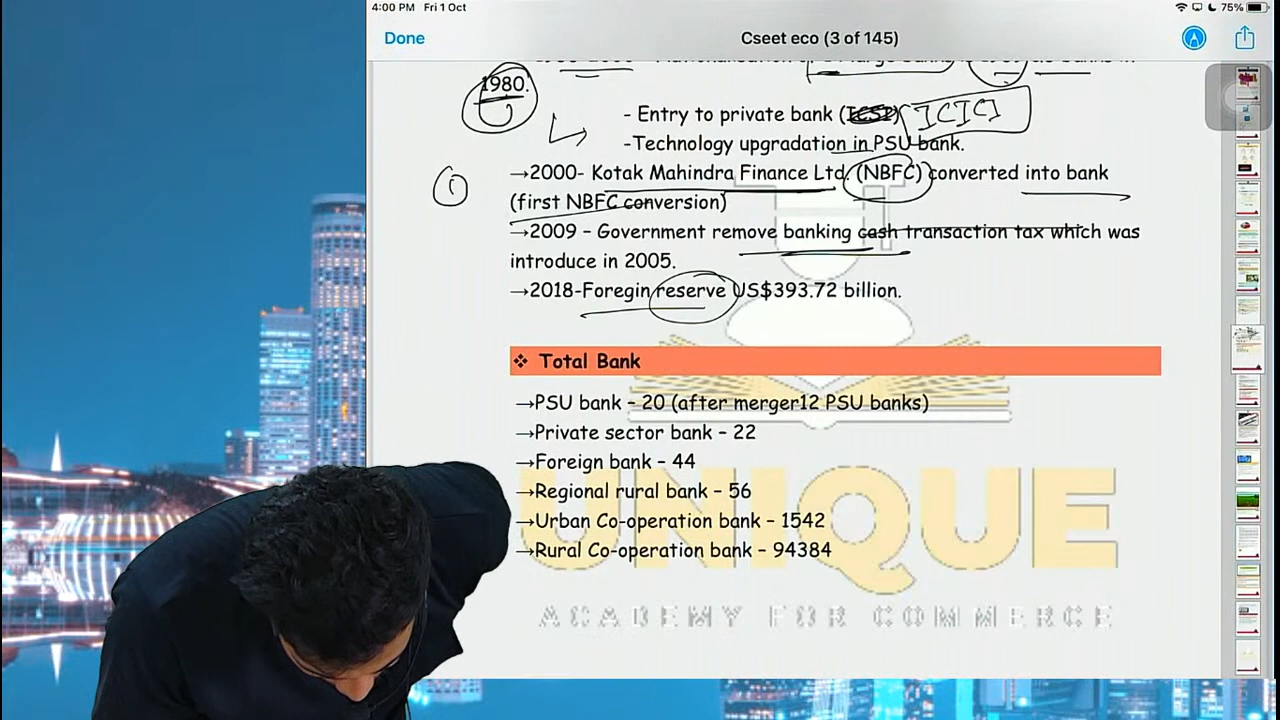 4:00 PM Fri 1 Oct
75%
Done
Cseet eco (3 of 145)
1980.
- Entry to private bank (ICSI) ICICI
-Technology upgradation in PSU bank.
→2000- Kotak Mahindra Finance Ltd. (NBFC) converted into bank
(first NBFC conversion)
→2009 – Government remove banking cash transaction tax which was
introduce in 2005.
→2018-Foregin reserve US$393.72 billion.
❖ Total Bank
→PSU bank – 20 (after merger12 PSU banks)
→Private sector bank – 22
→Foreign bank – 44
→Regional rural bank – 56
→Urban Co-operation bank – 1542
→Rural Co-operation bank – 94384
UNIQUE
ACADEMY FOR COMMERCE